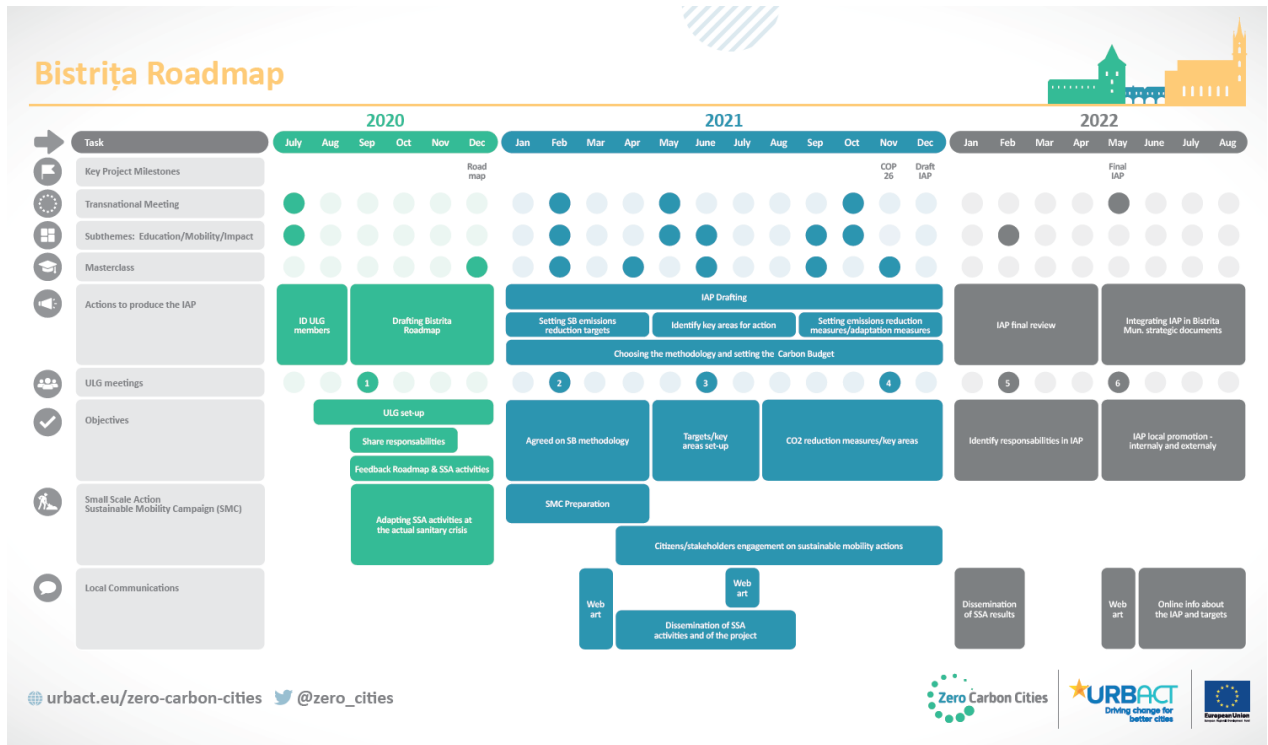 Bistrița Roadmap
2020
2021
2022
Task
July Aug Sep Oct Nov Dec
Jan Feb Mar Apr May June July Aug Sep Oct Nov Dec
Jan Feb Mar Apr May June July Aug
Key Project Milestones
Road
map
COP
26
Draft
IAP
Final
IAP
Transnational Meeting
Subthemes: Education/Mobility/Impact
Masterclass
Actions to produce the IAP
ID ULG
members
Drafting Bistrita
Roadmap
IAP Drafting
Setting SB emissions
reduction targets
Identify key areas for action
Setting emissions reduction
measures/adaptation measures
Choosing the methodology and setting the Carbon Budget
IAP final review
Integrating IAP in Bistrita
Mun. strategic documents
ULG meetings
1
2
3
4
5
6
Objectives
ULG set-up
Share responsabilities
Feedback Roadmap & SSA activities
Agreed on SB methodology
Targets/key
areas set-up
CO2 reduction measures/key areas
Identify responsabilities in IAP
IAP local promotion -
internaly and externaly
Small Scale Action
Sustainable Mobility Campaign (SMC)
Adapting SSA activities at
the actual sanitary crisis
SMC Preparation
Citizens/stakeholders engagement on sustainable mobility actions
Local Communications
Web
art
Web
art
Dissemination of SSA
activities and of the project
Dissemination
of SSA results
Web
art
Online info about
the IAP and targets
urbact.eu/zero-carbon-cities
@zero_cities
Zero Carbon Cities
URBACT
Driving change for
better cities
European Union